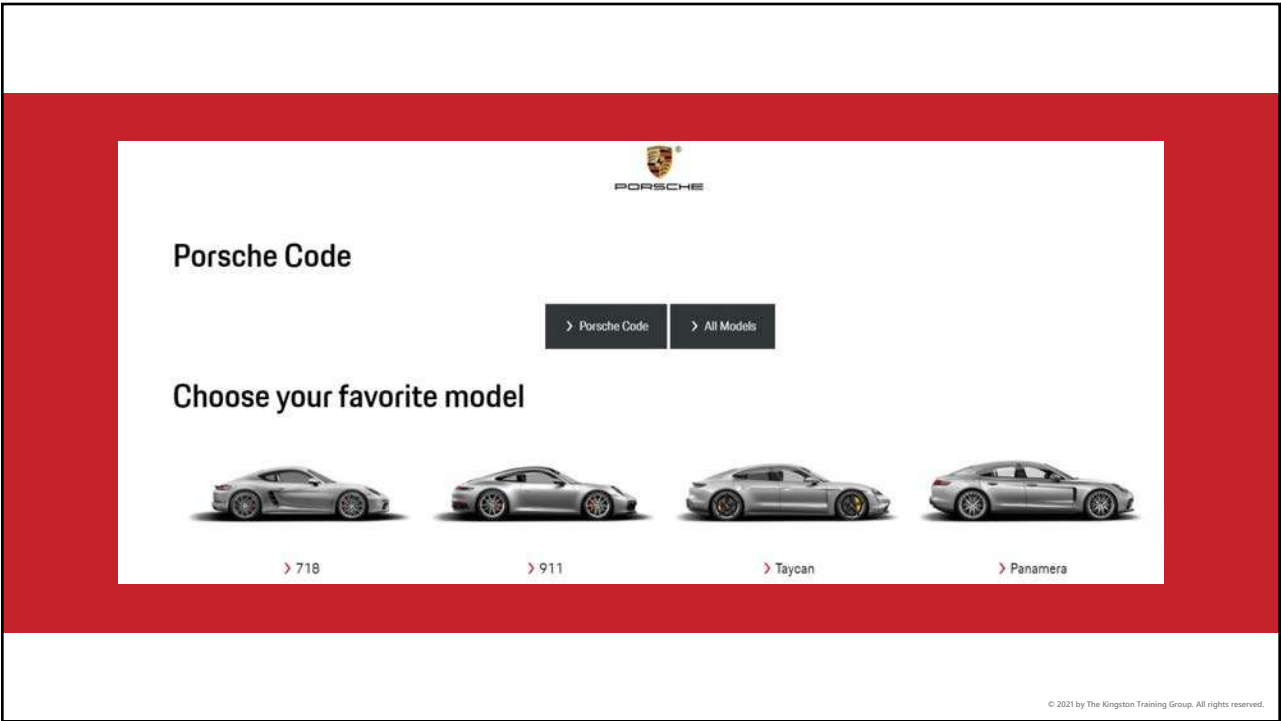 PORSCHE
Porsche Code
Porsche Code
All Models
Choose your favorite model
718
911
Taycan
Panamera
© 2021 by The Kingston Training Group. All rights reserved.